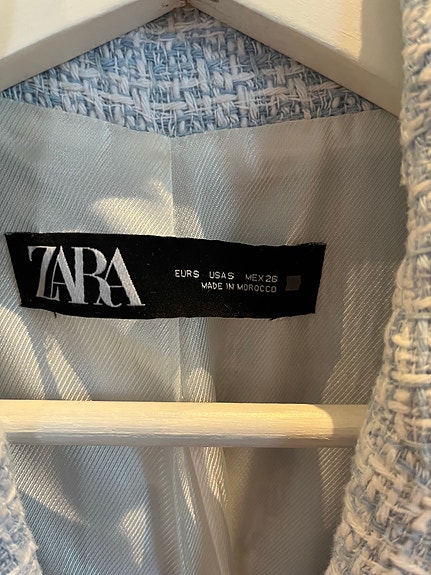 ZARA
EUR S USA S MEX 26
MADE IN MOROCCO